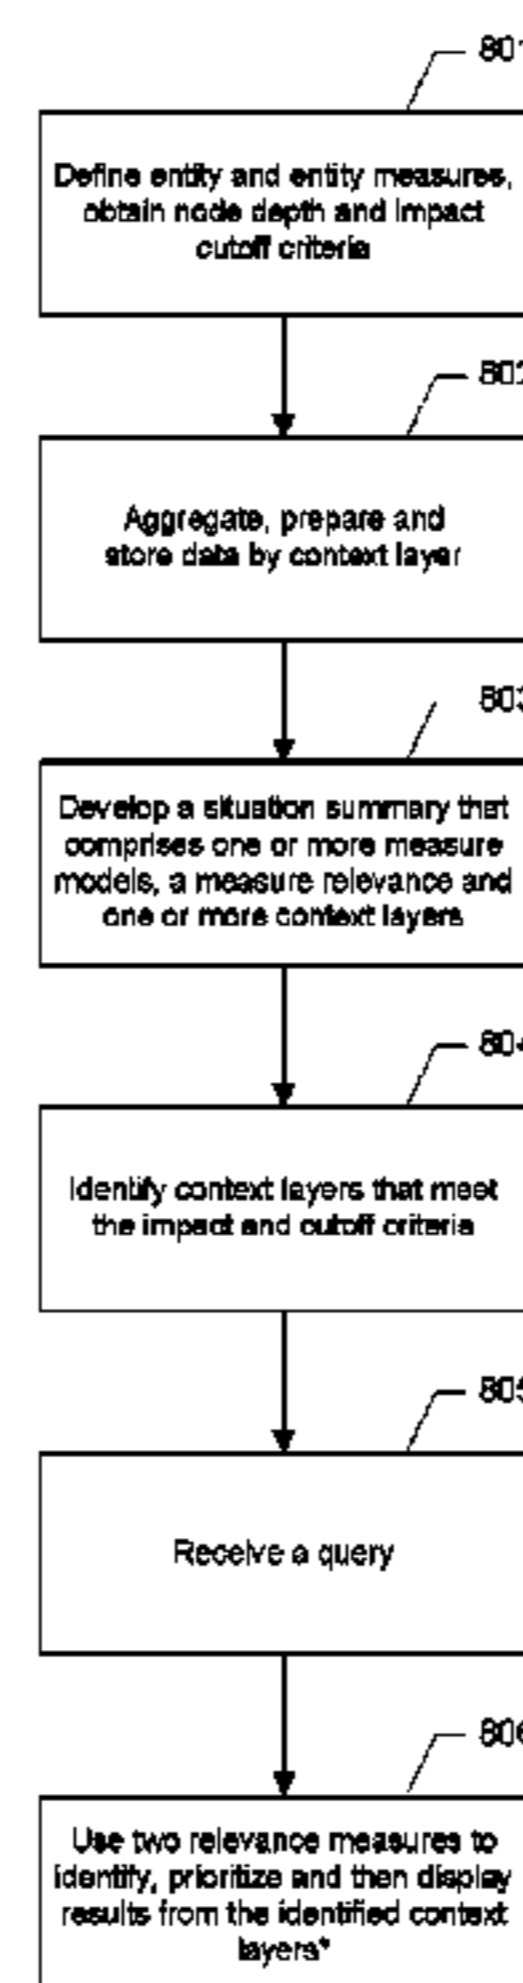 801
Define entity and entity measures,
obtain node depth and impact
cutoff criteria
802
Aggregate, prepare and
store data by context layer
803
Develop a situation summary that
comprises one or more measure
models, a measure relevance and
one or more context layers
804
Identify context layers that meet
the impact and cutoff criteria
805
Receive a query
806
Use two relevance measures to
identify, prioritize and then display
results from the identified context
layers*